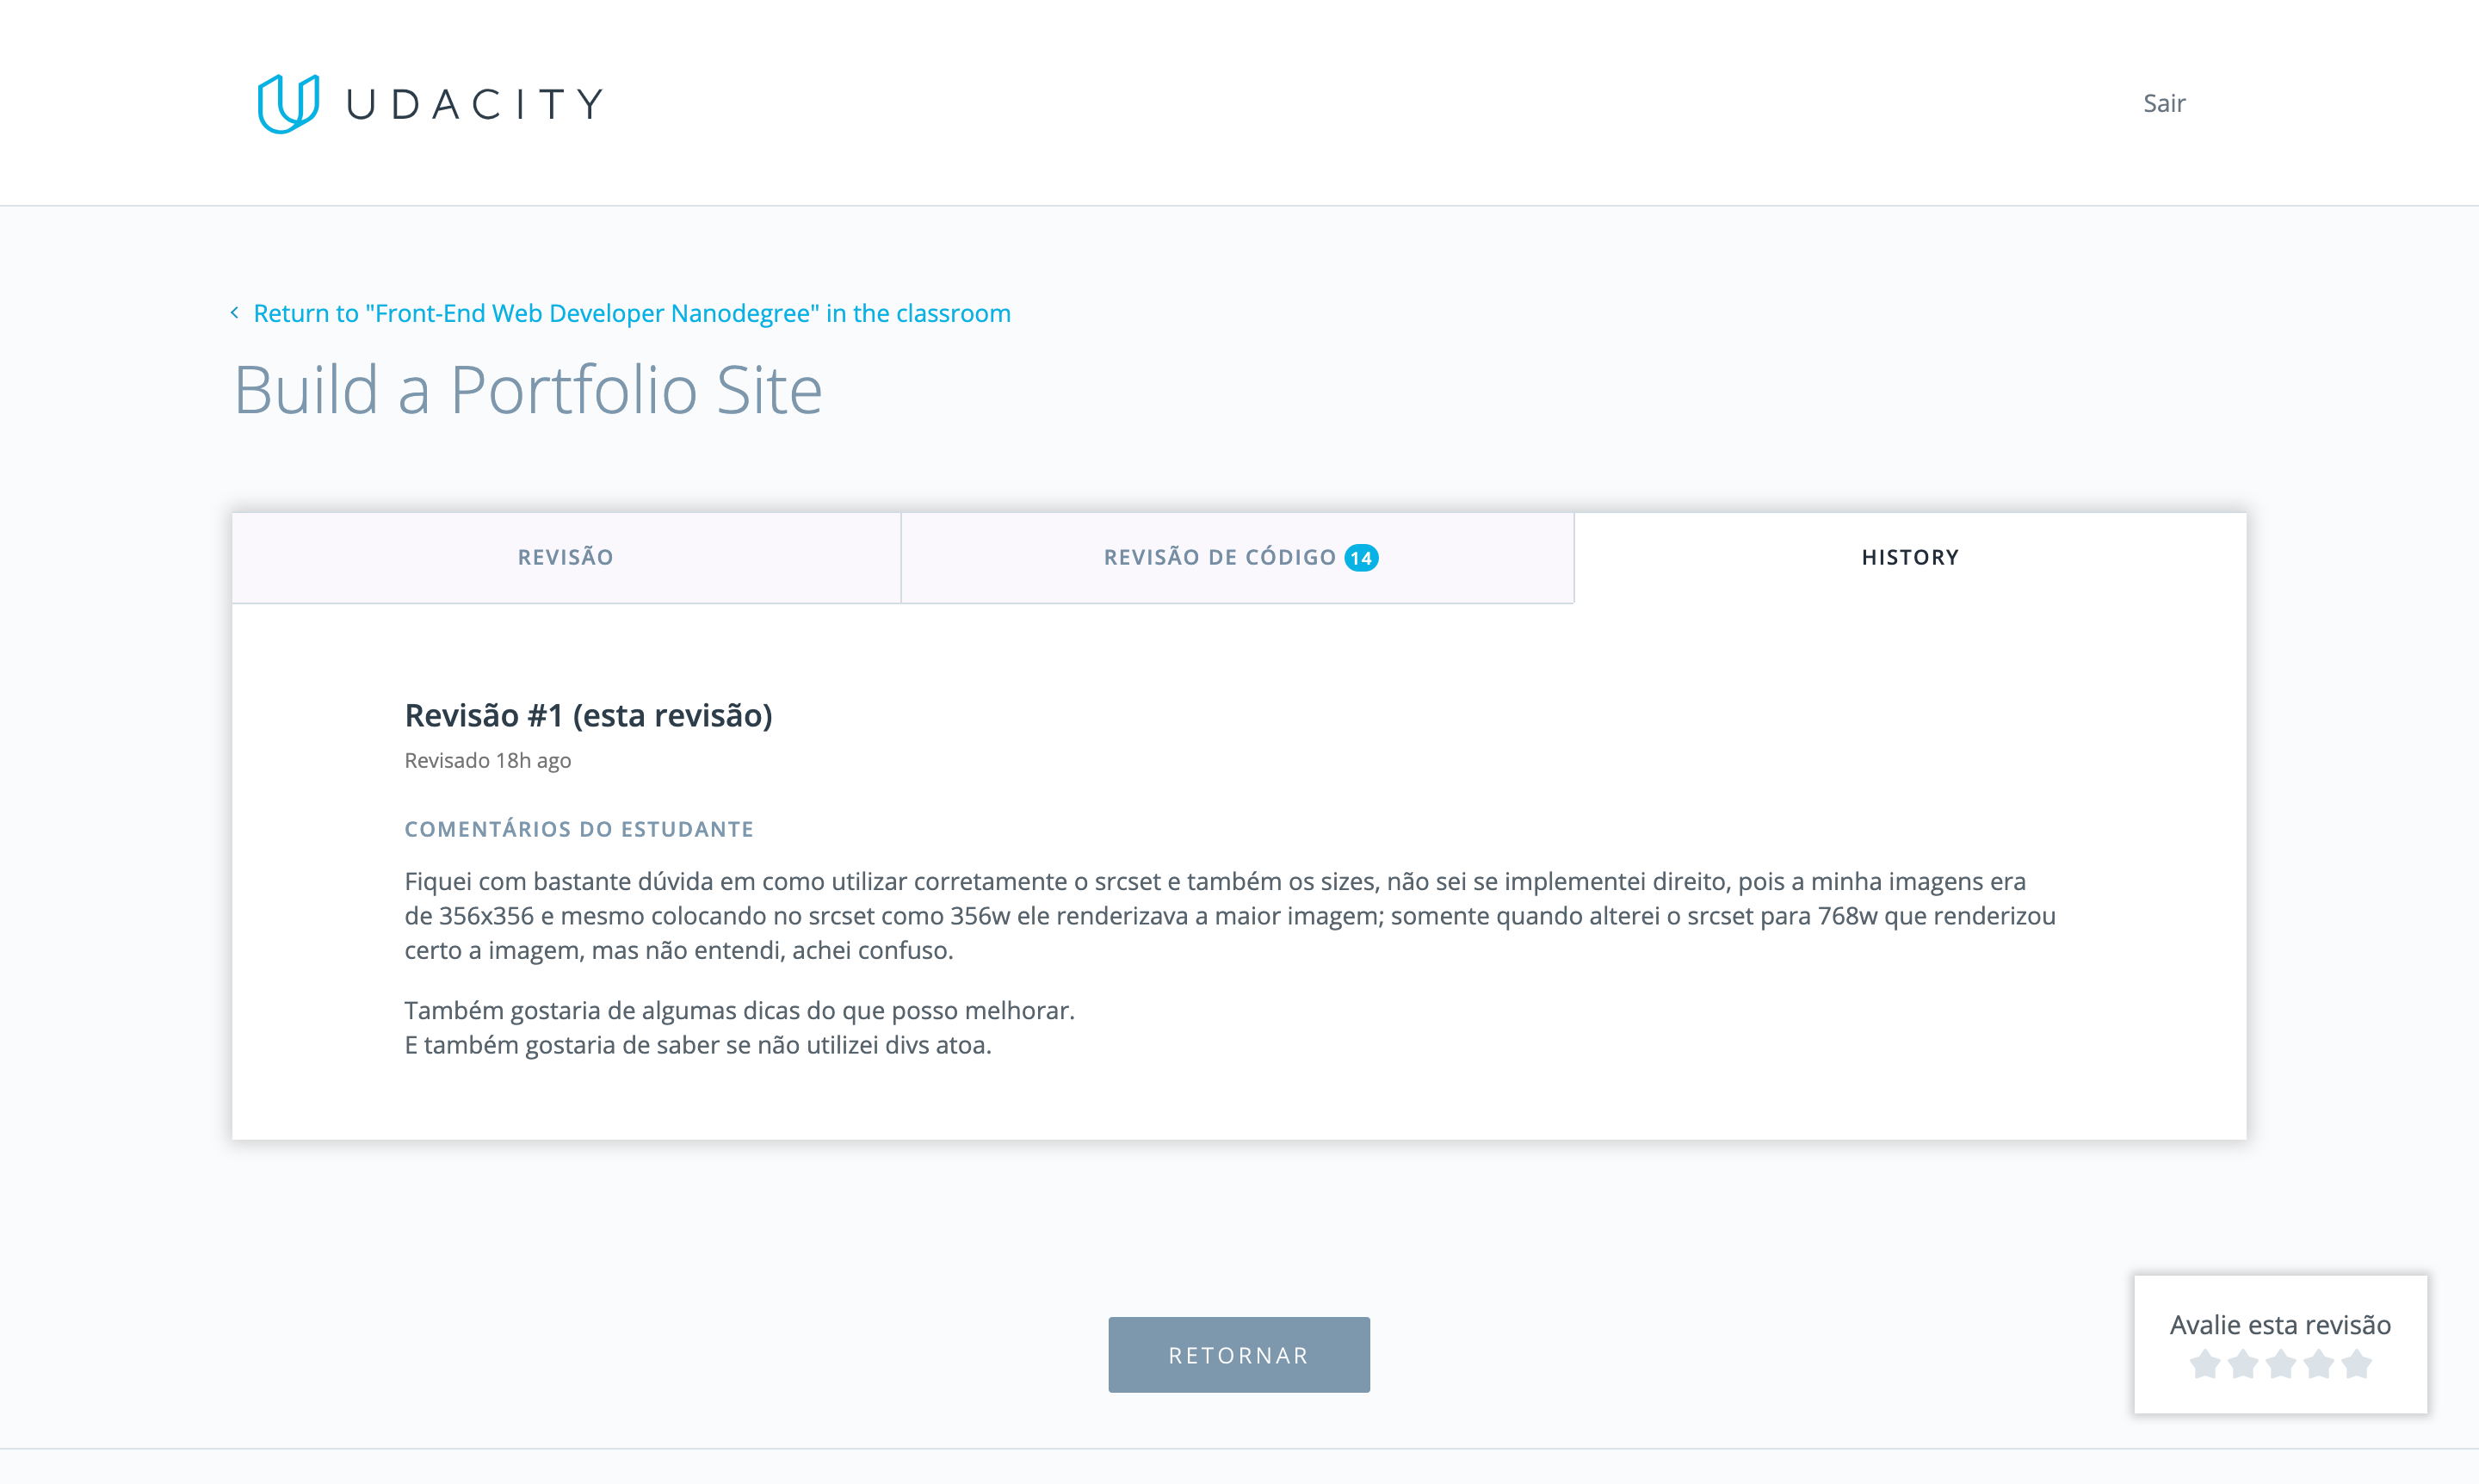 UDACITY
Sair
Return to "Front-End Web Developer Nanodegree" in the classroom
Build a Portfolio Site
REVISÃO
REVISÃO DE CÓDIGO 14
HISTORY
Revisão #1 (esta revisão)
Revisado 18h ago
COMENTÁRIOS DO ESTUDANTE
Fiquei com bastante dúvida em como utilizar corretamente o srcset e também os sizes, não sei se implementei direito, pois a minha imagens era
de 356x356 e mesmo colocando no srcset como 356w ele renderizava a maior imagem; somente quando alterei o srcset para 768w que renderizou
certo a imagem, mas não entendi, achei confuso.
Também gostaria de algumas dicas do que posso melhorar.
E também gostaria de saber se não utilizei divs atoa.
RETORNAR
Avalie esta revisão